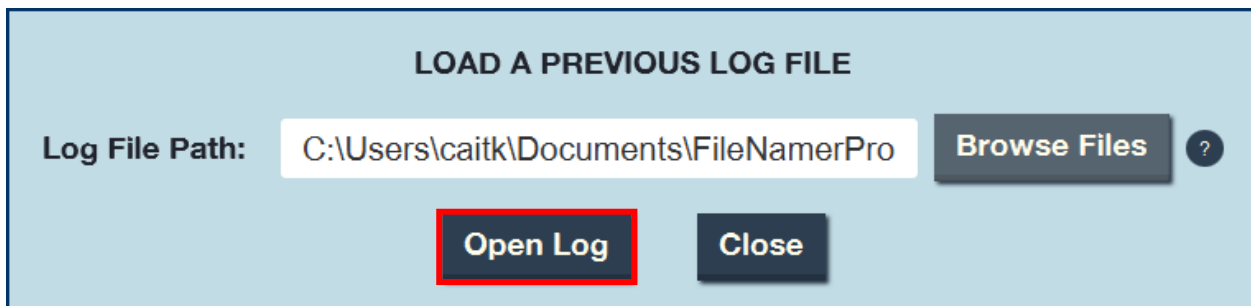 LOAD A PREVIOUS LOG FILE
Log File Path: C:\Users\caitk\Documents\FileNamerPro Browse Files ?
Open Log Close